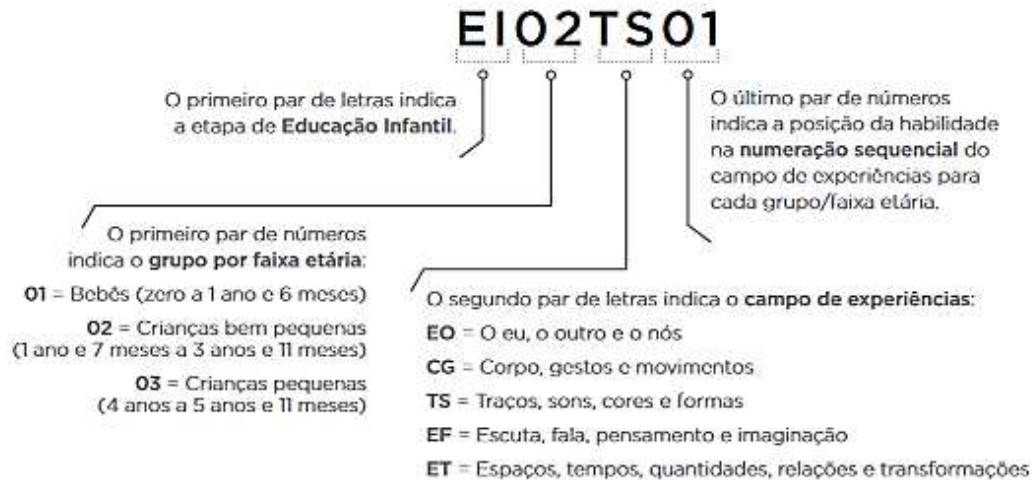 EI02TS01
O primeiro par de letras indica
a etapa de Educação Infantil.
O último par de números
indica a posição da habilidade
na numeração sequencial do
campo de experiências para
cada grupo/faixa etária.
O primeiro par de números
indica o grupo por faixa etária:
01 = Bebês (zero a 1 ano e 6 meses)
02 = Crianças bem pequenas
(1 ano e 7 meses a 3 anos e 11 meses)
03 = Crianças pequenas
(4 anos a 5 anos e 11 meses)
O segundo par de letras indica o campo de experiências:
EO = O eu, o outro e o nós
CG = Corpo, gestos e movimentos
TS = Traços, sons, cores e formas
EF = Escuta, fala, pensamento e imaginação
ET = Espaços, tempos, quantidades, relações e transformações